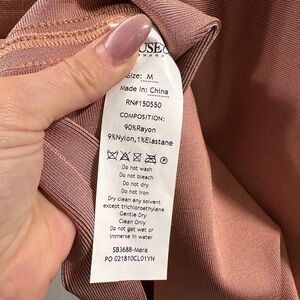 Size: M
Made in: China
RN#150550
COMPOSITION:
90%Rayon
9%Nylon,1%Elastane
Do not wash
Do not bleach
Do not dry
Do not iron
Dry clean any solvent
except trichloroethylene
Gentle Dry
Clean Only
Do not get wet or
immerse in water
SB3688-Mara
PO 021810CL01YN